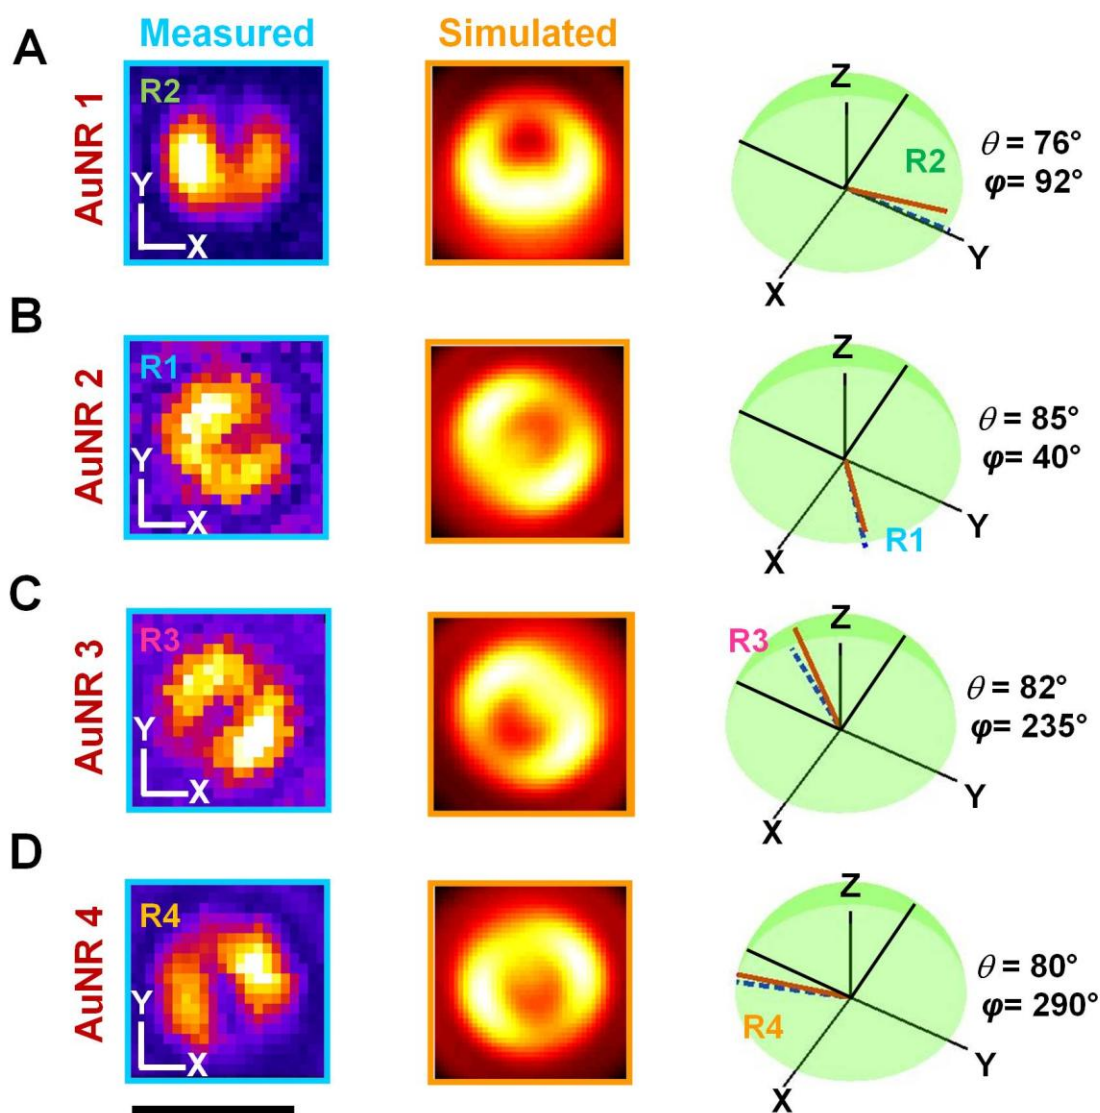 Measured Simulated
A
AuNR 1
R2
Y
X
Z
R2
Y
X
θ = 76°
φ= 92°
B
AuNR 2
R1
Y
X
Z
R1
Y
X
θ = 85°
φ= 40°
C
AuNR 3
R3
Y
X
Z
R3
Y
X
θ = 82°
φ= 235°
D
AuNR 4
R4
Y
X
Z
R4
Y
X
θ = 80°
φ= 290°